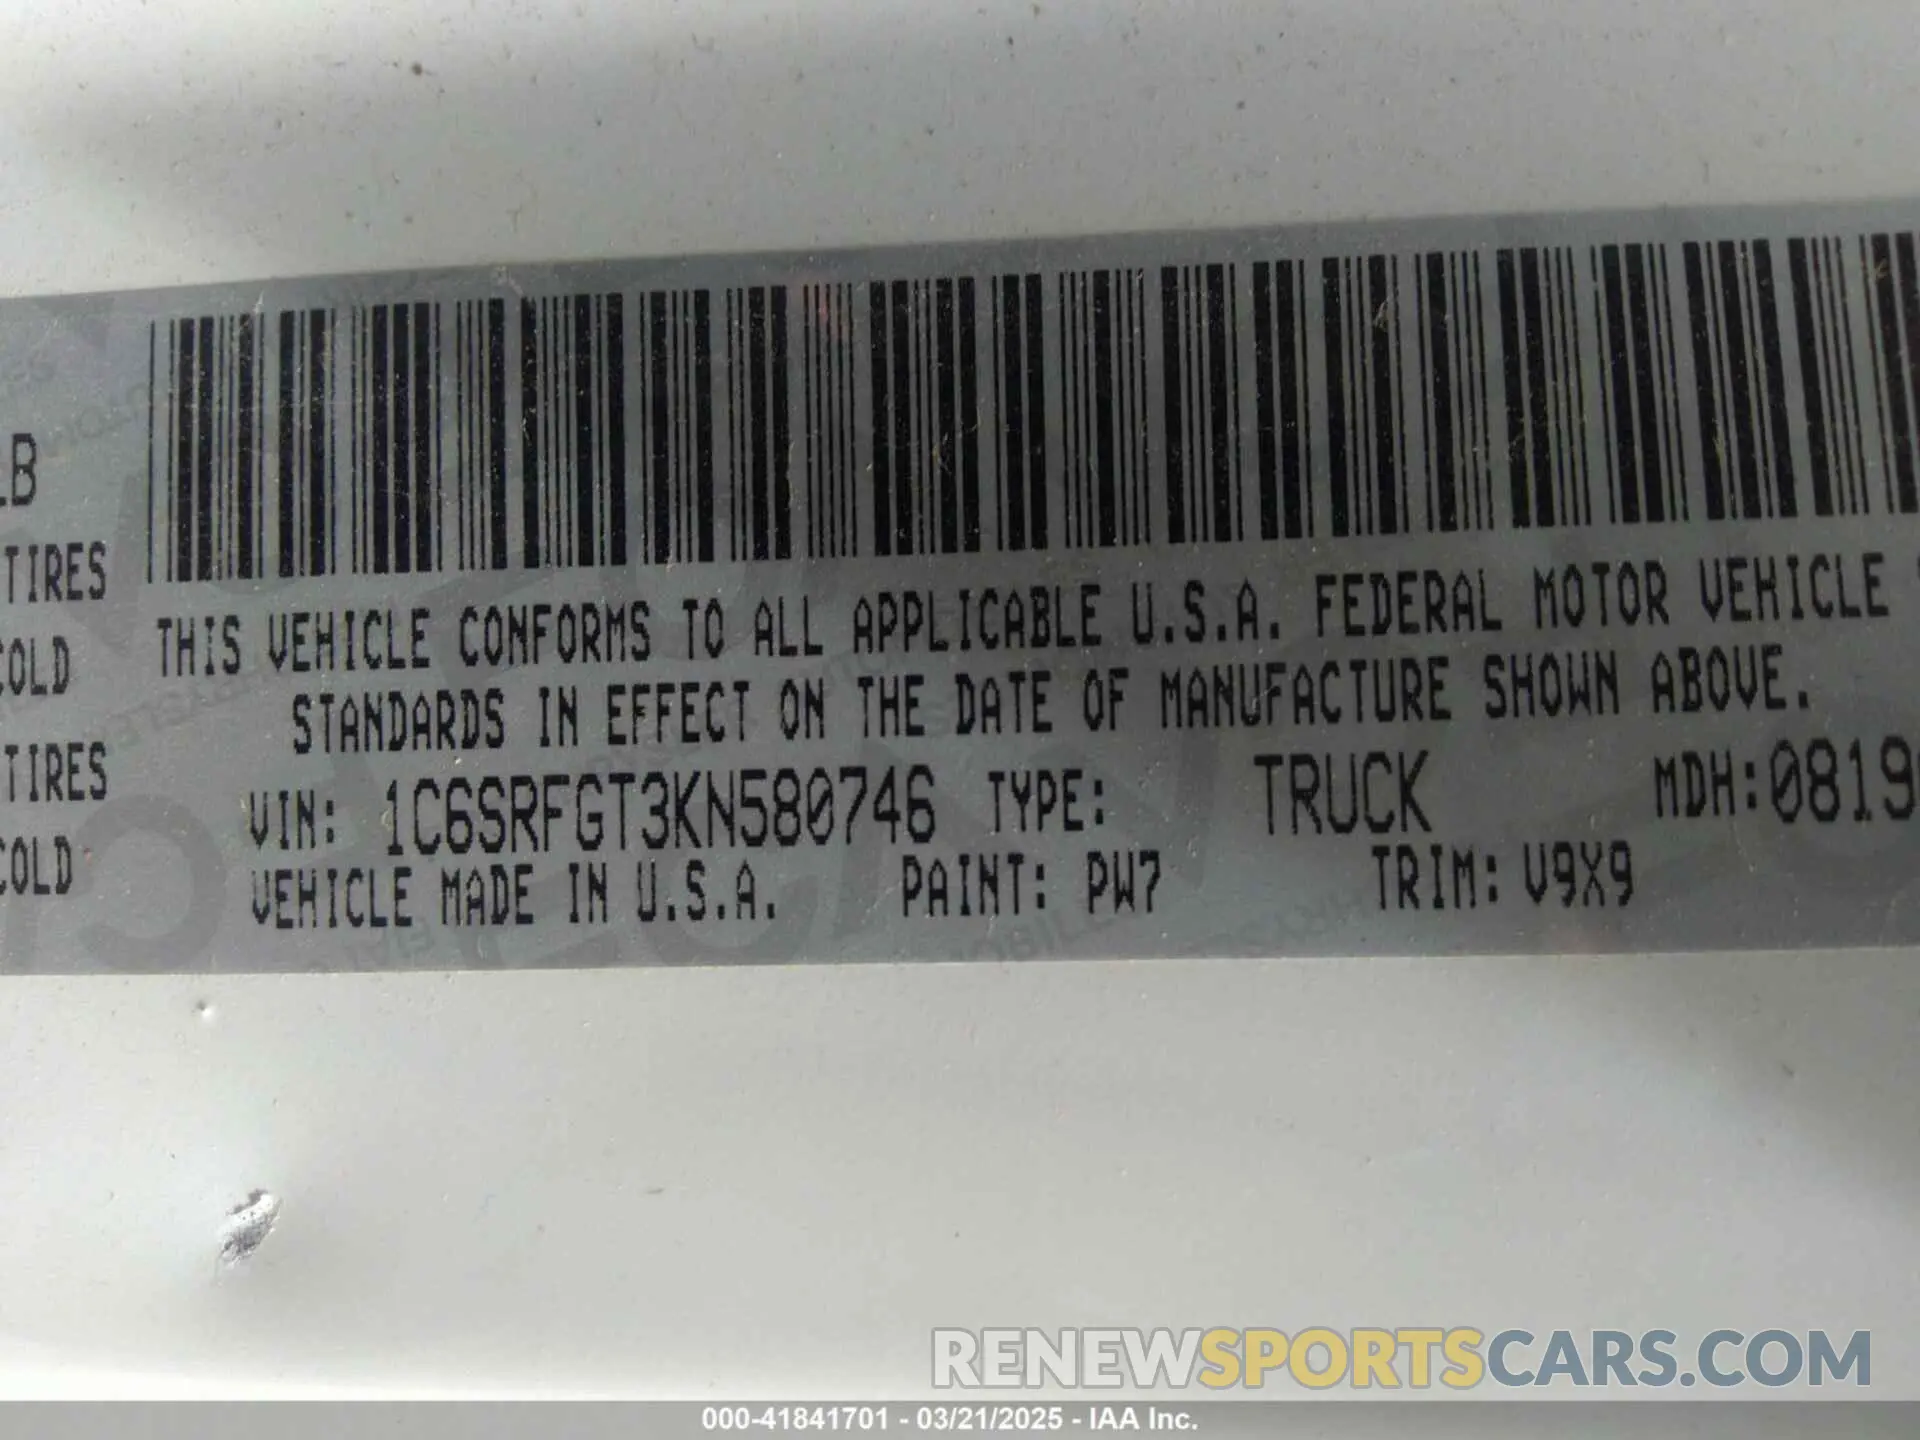 LB
TIRES
COLD
TIRES
COLD
THIS VEHICLE CONFORMS TO ALL APPLICABLE U.S.A. FEDERAL MOTOR VEHICLE
STANDARDS IN EFFECT ON THE DATE OF MANUFACTURE SHOWN ABOVE.
VIN: 1C6SRFGT3KN580746 TYPE: TRUCK MDH:0819
VEHICLE MADE IN U.S.A. PAINT: PW7 TRIM: V9X9
RENEWSPORTSCARS.COM
000-41841701 - 03/21/2025 - IAA Inc.